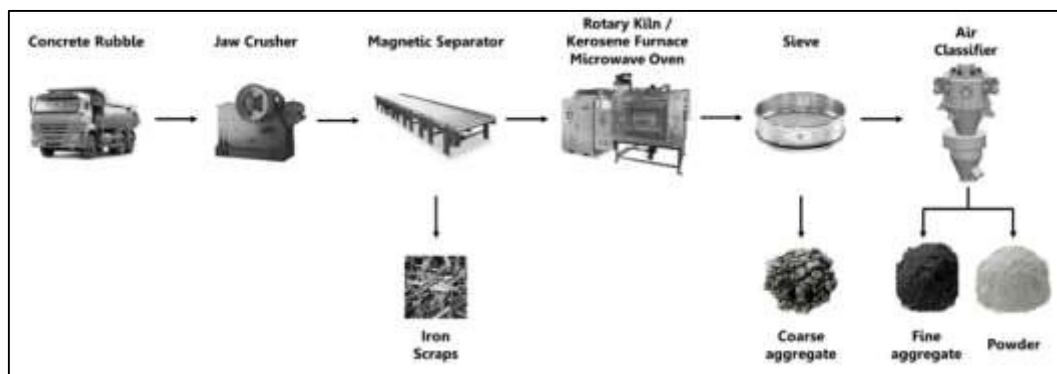 Concrete Rubble
Jaw Crusher
Magnetic Separator
Rotary Kiln /
Kerosene Furnace
Microwave Oven
Sieve
Air
Classifier
Iron
Scraps
Coarse
aggregate
Fine
aggregate
Powder